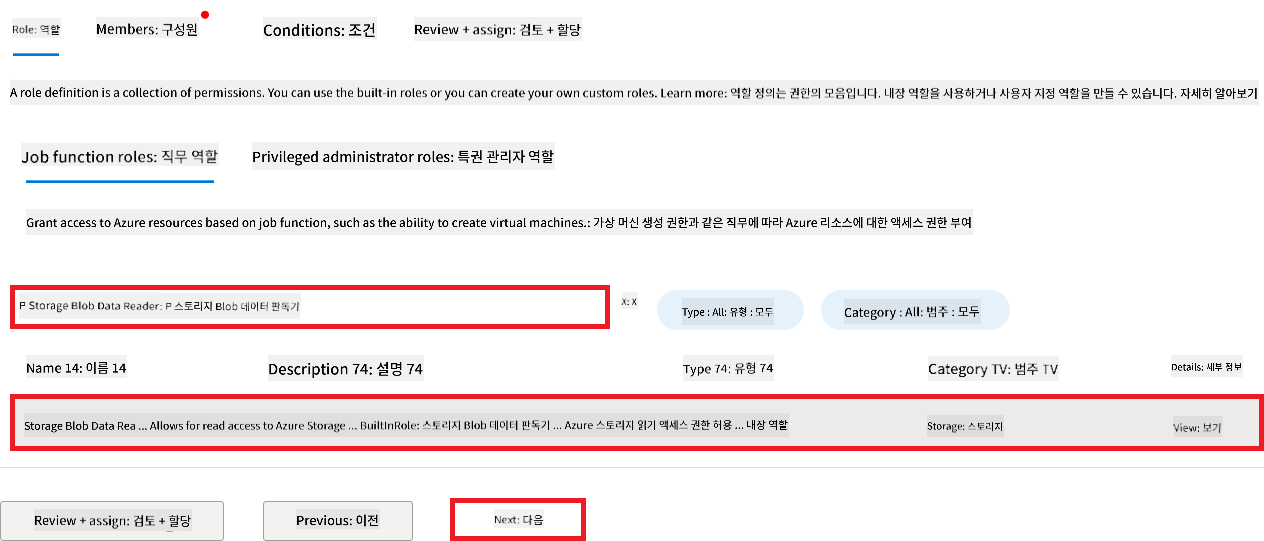 Role: 역할
Members: 구성원
Conditions: 조건
Review + assign: 검토 + 할당
A role definition is a collection of permissions. You can use the built-in roles or you can create your own custom roles. Learn more: 역할 정의는 권한의 모음입니다. 내장 역할을 사용하거나 사용자 지정 역할을 만들 수 있습니다. 자세히 알아보기
Job function roles: 직무 역할
Privileged administrator roles: 특권 관리자 역할
Grant access to Azure resources based on job function, such as the ability to create virtual machines.: 가상 머신 생성 권한과 같은 직무에 따라 Azure 리소스에 대한 액세스 권한 부여
P Storage Blob Data Reader: P 스토리지 Blob 데이터 판독기
X: X
Type : All: 유형 : 모두
Category : All: 범주 : 모두
Name 14: 이름 14
Description 74: 설명 74
Type 74: 유형 74
Category TV: 범주 TV
Details: 세부 정보
Storage Blob Data Rea ... Allows for read access to Azure Storage ... BuiltInRole: 스토리지 Blob 데이터 판독기 ... Azure 스토리지 읽기 액세스 권한 허용 ... 내장 역할
Storage: 스토리지
View: 보기
Review + assign: 검토 + 할당
Previous: 이전
Next: 다음